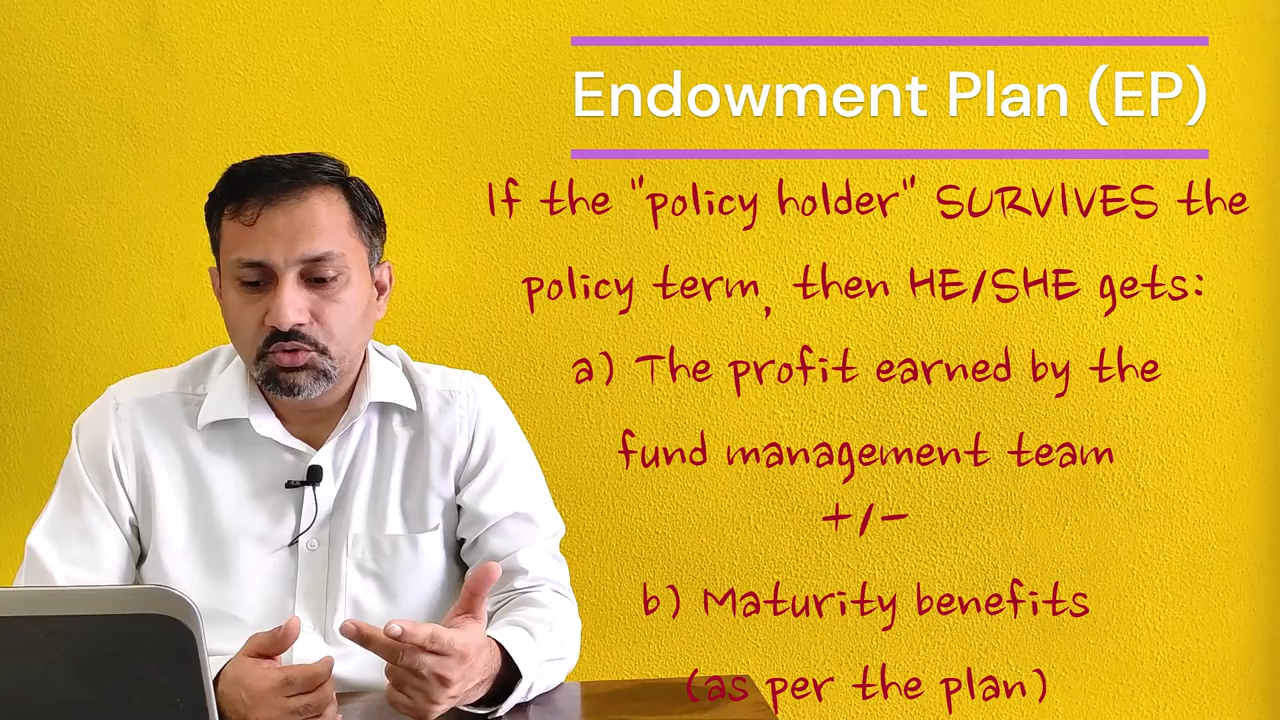 Endowment Plan (EP)
If the "policy holder" SURVIVES the
policy term, then HE/SHE gets:
a) The profit earned by the
fund management team
+/-
b) Maturity benefits
(as per the plan)